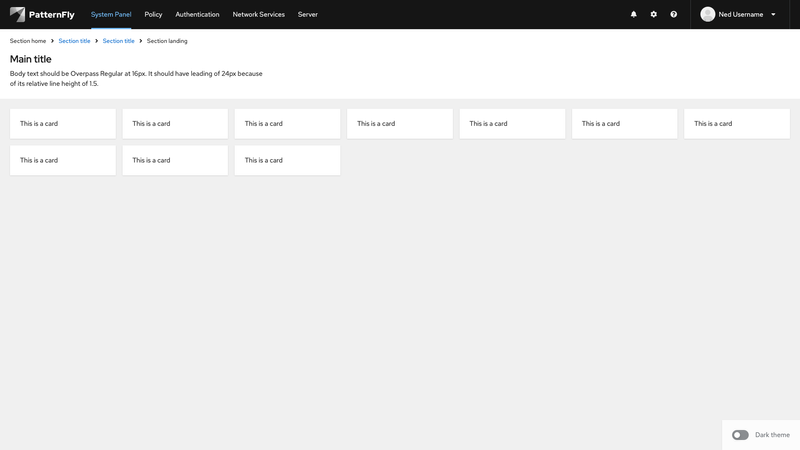 PatternFly
System Panel Policy Authentication Network Services Server
Ned Username
Section home Section title Section title Section landing
Main title
Body text should be Overpass Regular at 16px. It should have leading of 24px because
of its relative line height of 1.5.
This is a card This is a card This is a card This is a card This is a card This is a card This is a card
This is a card This is a card This is a card
Dark theme